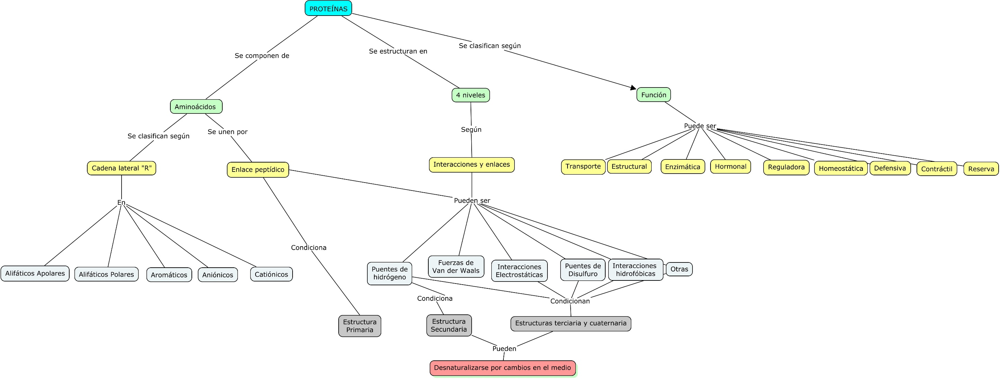 PROTEÍNAS
Se clasifican según
Se estructuran en
Se componen de
Aminoácidos
4 niveles
Función
Se clasifican según
Se unen por
Según
Puede ser
Cadena lateral "R"
Enlace peptídico
Interacciones y enlaces
Transporte
Estructural
Enzimática
Hormonal
Reguladora
Homeostática
Defensiva
Contráctil
Reserva
En
Pueden ser
Condiciona
Alifáticos Apolares
Alifáticos Polares
Aromáticos
Aniónicos
Catiónicos
Puentes de
hidrógeno
Fuerzas de
Van der Waals
Interacciones
Electrostáticas
Puentes de
Disulfuro
Interacciones
hidrofóbicas
Otras
Condiciona
Condicionan
Estructura
Primaria
Estructura
Secundaria
Estructuras terciaria y cuaternaria
Pueden
Desnaturalizarse por cambios en el medio